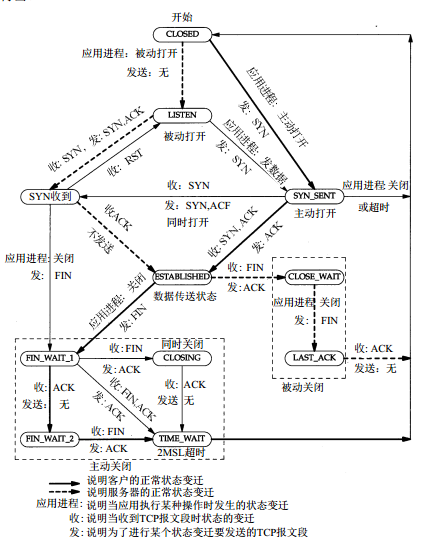 开始
CLOSED
应用进程：被动打开
发送：无
应用进程：主动打开
发：SYN
LISTEN
被动打开
收：SYN，发：SYN,ACK
收：RST
应用进程：发数据
发：SYN
SYN收到
收：SYN
发：SYN,ACF
同时打开
SYN_SENT
主动打开
应用进程:关闭
或超时
收ACK
不发送
收：SYN, ACK
发：ACK
应用进程:关闭
发：FIN
ESTABLISHED
数据传送状态
收：FIN
发:ACK
CLOSE_WAIT
应用进程：关闭
发：FIN
应用进程：关闭
发:FIN
LAST_ACK
被动关闭
收：ACK
发送：无
FIN_WAIT_1
收:FIN
发:ACK
同时关闭
CLOSING
收：ACK
发送：无
收:FIN,ACK
发: ACK
收：ACK
发送 无
FIN_WAIT_2
收: FIN
发: ACK
TIME_WAIT
2MSL超时
主动关闭
说明客户的正常状态变迁
说明服务器的正常状态变迁
应用进程: 说明当应用执行某种操作时发生的状态变迁
收: 说明当收到TCP报文段时状态的变迁
发: 说明为了进行某个状态变迁要发送的TCP报文段